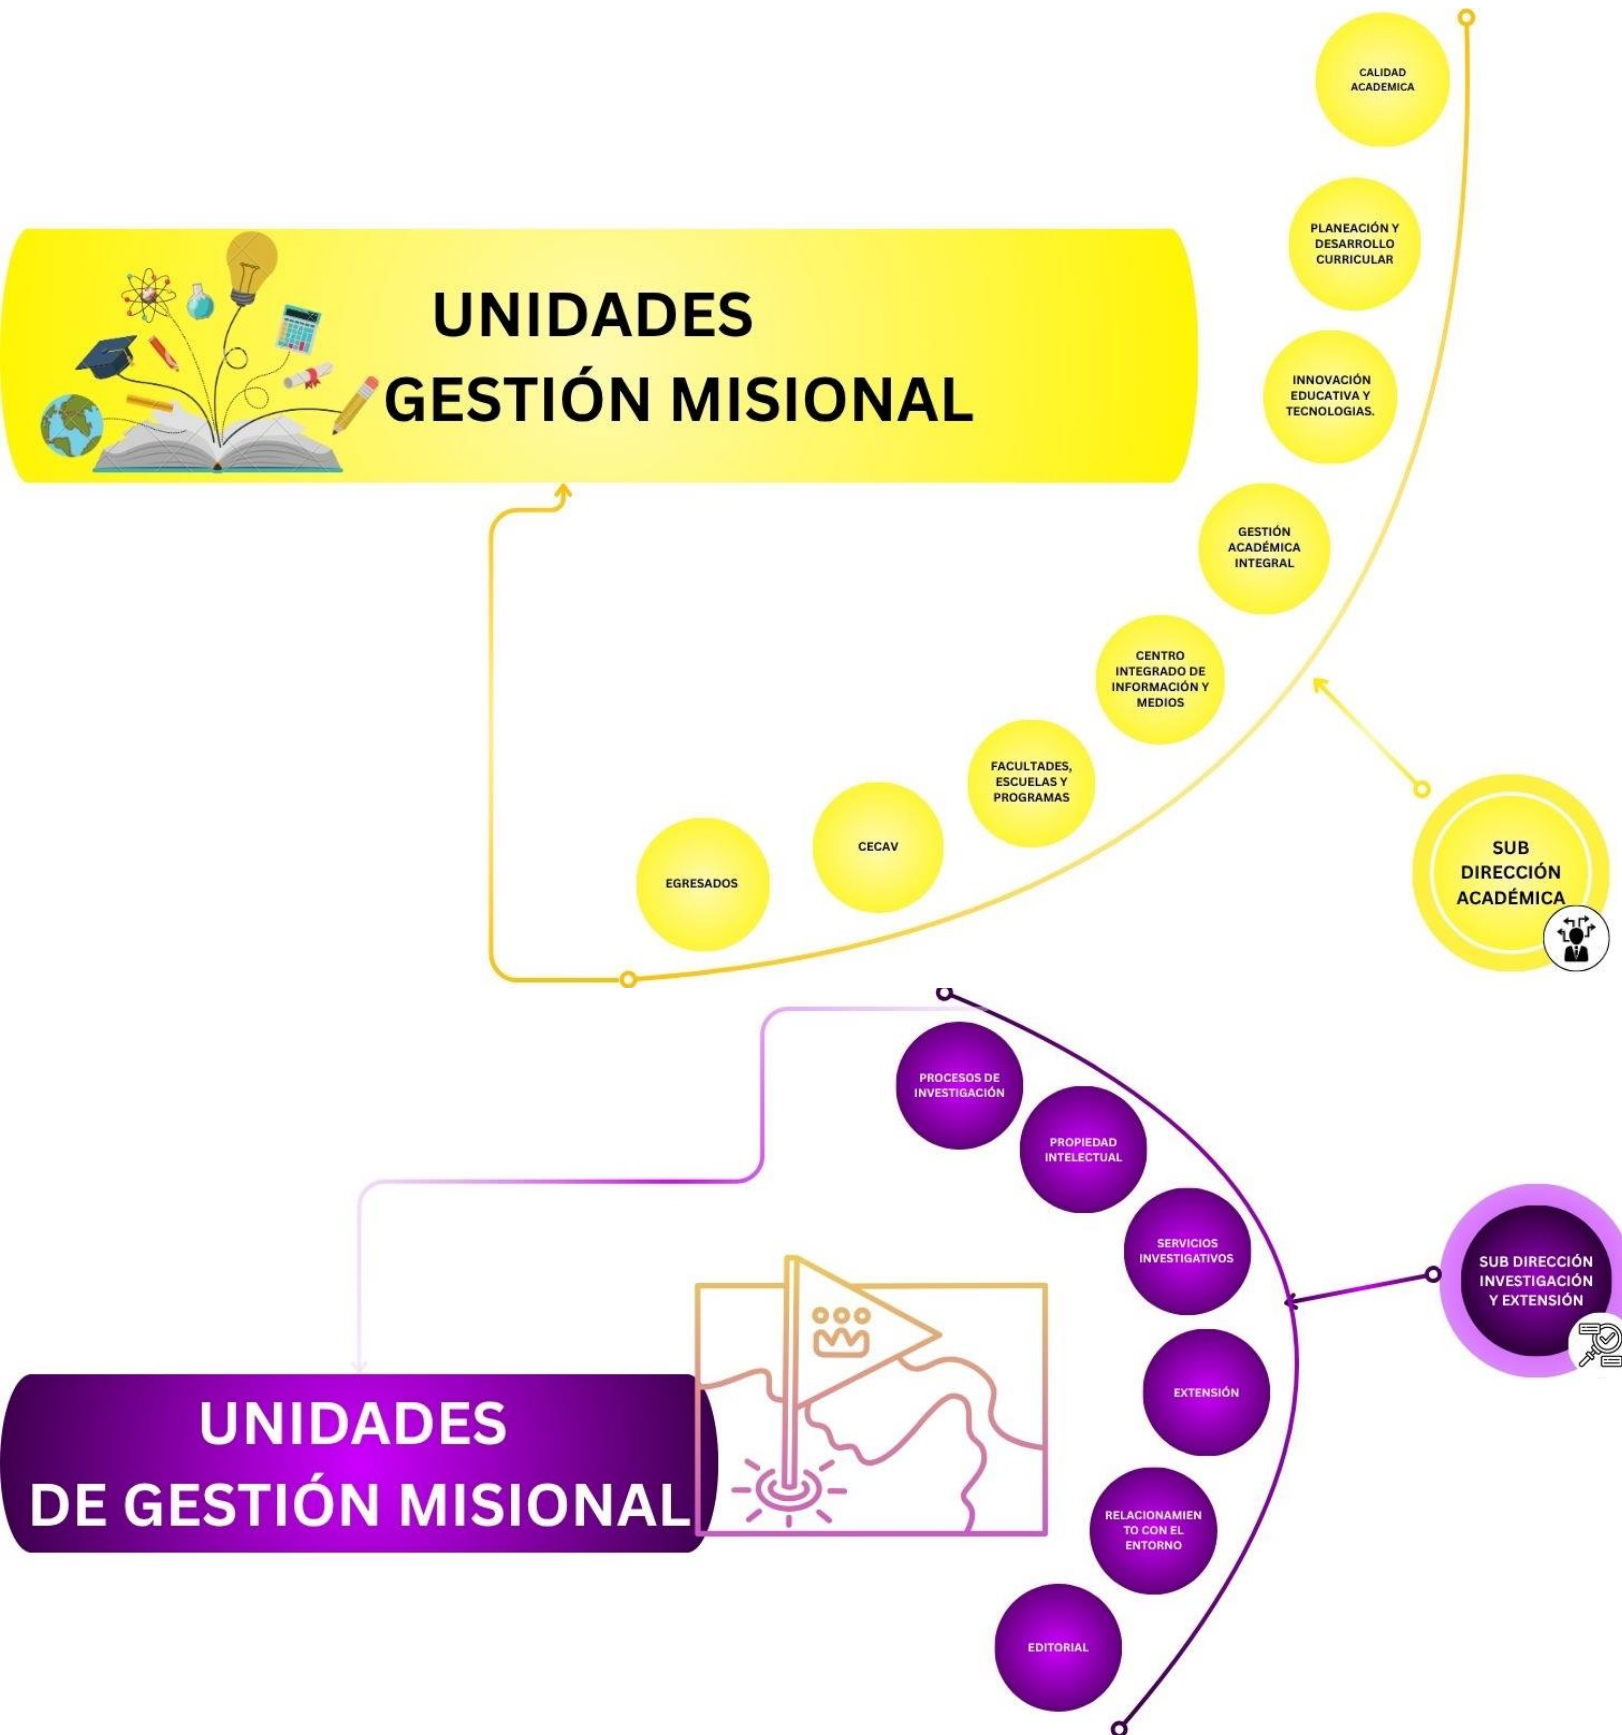 CALIDAD
ACADEMICA
PLANEACIÓN Y
DESARROLLO
CURRICULAR
UNIDADES
GESTIÓN MISIONAL
INNOVACIÓN
EDUCATIVA Y
TECNOLOGIAS.
GESTIÓN
ACADÉMICA
INTEGRAL
CENTRO
INTEGRADO DE
INFORMACIÓN Y
MEDIOS
FACULTADES,
ESCUELAS Y
PROGRAMAS
CECAV
EGRESADOS
SUB
DIRECCIÓN
ACADÉMICA
PROCESOS DE
INVESTIGACIÓN
PROPIEDAD
INTELECTUAL
SERVICIOS
INVESTIGATIVOS
SUB DIRECCIÓN
INVESTIGACIÓN
Y EXTENSIÓN
EXTENSIÓN
UNIDADES
DE GESTIÓN MISIONAL
RELACIONAMIEN
TO CON EL
ENTORNO
EDITORIAL